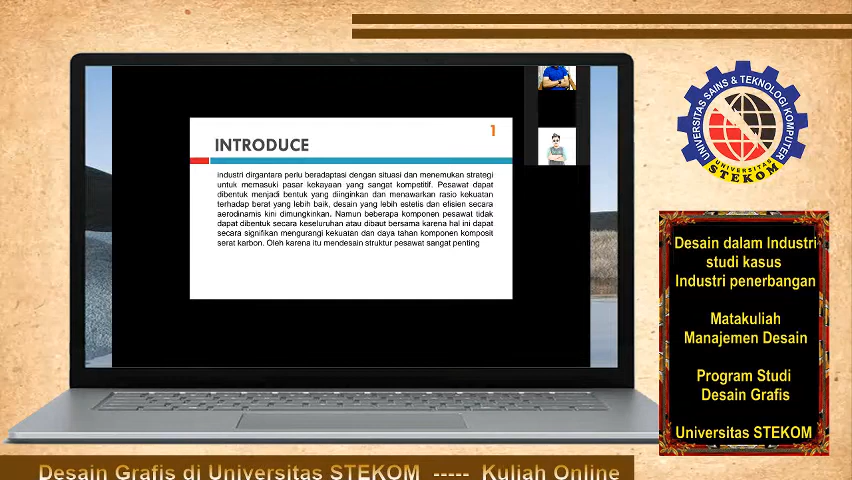 1
INTRODUCE
Industri dirgantara perlu beradaptasi dengan situasi dan menemukan strategi
untuk memasuki pasar kekayaan yang sangat kompetitif. Pesawat dapat
dibentuk menjadi bentuk yang diinginkan dan menawarkan rasio kekuatan
terhadap berat yang lebih baik, desain yang lebih estetis dan efisien secara
aerodinamis kini dimungkinkan. Namun beberapa komponen pesawat tidak
dapat dibentuk secara keseluruhan atau dibaut bersama karena hal ini dapat
secara signifikan mengurangi kekuatan dan daya tahan komponen komposit
serat karbon. Oleh karena itu mendesain struktur pesawat sangat penting
UNIVERSITAS SAINS & TEKNOLOGI KOMPUTER
UNIVERSITAS
STEKOM
Desain dalam Industri
studi kasus
Industri penerbangan
Matakuliah
Manajemen Desain
Program Studi
Desain Grafis
Universitas STEKOM
Desain Grafis di Universitas STEKOM ----- Kuliah Online